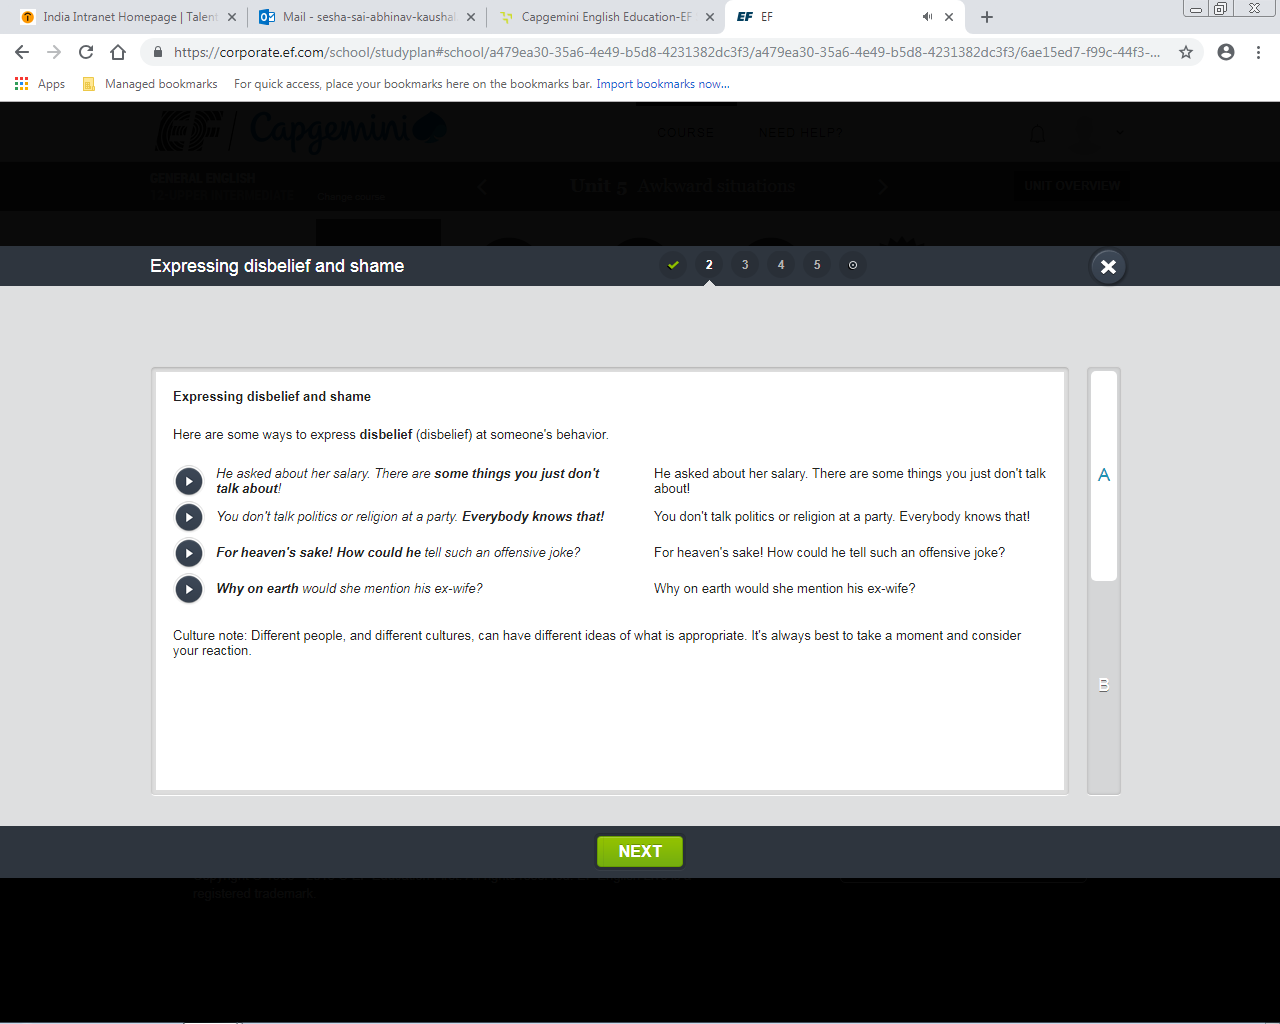 India Intranet Homepage | Talent
Mail - sesha-sai-abhinav-kaushal
Capgemini English Education-EF
EF EF
https://corporate.ef.com/school/studyplan#school/a479ea30-35a6-4e49-b5d8-4231382dc3f3/a479ea30-35a6-4e49-b5d8-4231382dc3f3/6ae15ed7-f99c-44f3-...
Apps Managed bookmarks For quick access, place your bookmarks here on the bookmarks bar. Import bookmarks now...
EF | Capgemini COURSE NEED HELP?
GENERAL ENGLISH
Unit 5 Awkward situations UNIT OVERVIEW
Expressing disbelief and shame 2 3 4 5
Expressing disbelief and shame
Here are some ways to express disbelief (disbelief) at someone's behavior.
He asked about her salary. There are some things you just don't
talk about!
He asked about her salary. There are some things you just don't talk
about!
You don't talk politics or religion at a party. Everybody knows that!
You don't talk politics or religion at a party. Everybody knows that!
For heaven's sake! How could he tell such an offensive joke?
For heaven's sake! How could he tell such an offensive joke?
Why on earth would she mention his ex-wife?
Why on earth would she mention his ex-wife?
Culture note: Different people, and different cultures, can have different ideas of what is appropriate. It's always best to take a moment and consider
your reaction.
A
B
NEXT
registered trademark